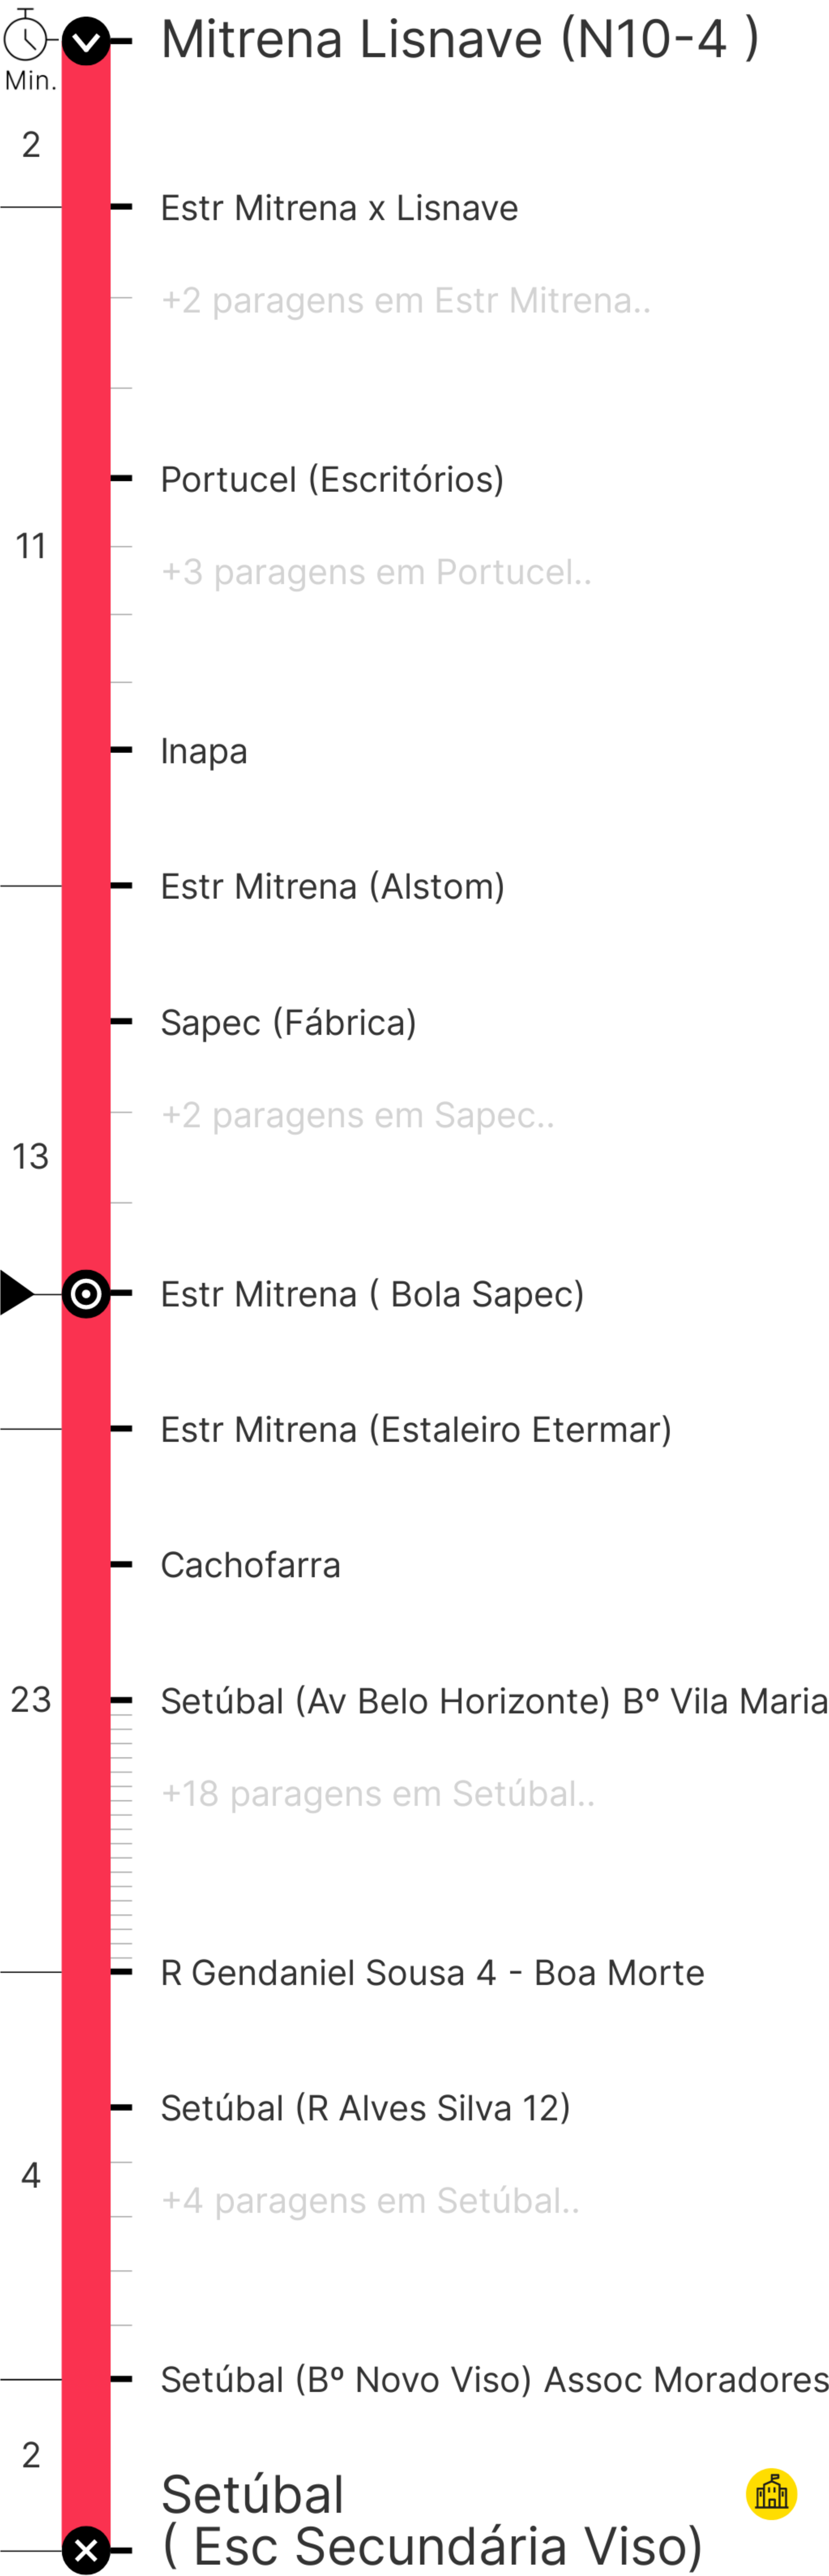 Mitrena Lisnave (N10-4 )
Min.
2
Estr Mitrena x Lisnave
+2 paragens em Estr Mitrena..
Portucel (Escritórios)
11
+3 paragens em Portucel..
Inapa
Estr Mitrena (Alstom)
Sapec (Fábrica)
+2 paragens em Sapec..
13
Estr Mitrena ( Bola Sapec)
Estr Mitrena (Estaleiro Etermar)
Cachofarra
23
Setúbal (Av Belo Horizonte) Bº Vila Maria
+18 paragens em Setúbal..
R Gendaniel Sousa 4 - Boa Morte
Setúbal (R Alves Silva 12)
4
+4 paragens em Setúbal..
Setúbal (Bº Novo Viso) Assoc Moradores
2
Setúbal
( Esc Secundária Viso)